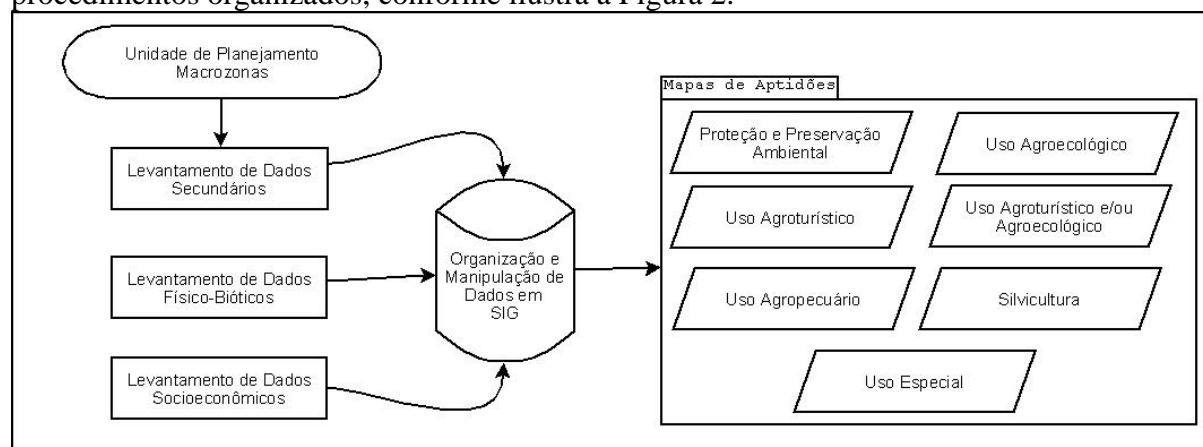 procedimentos organizados, conforme ilustra a Figura 2.
Unidade de Planejamento
Macrozonas
Levantamento de Dados
Secundários
Levantamento de Dados
Físico-Bióticos
Levantamento de Dados
Socioeconômicos
Organização e
Manipulação de
Dados em
SIG
Mapas de Aptidões
Proteção e Preservação
Ambiental
Uso Agroecológico
Uso Agroturístico
Uso Agroturístico e/ou
Agroecológico
Uso Agropecuário
Silvicultura
Uso Especial